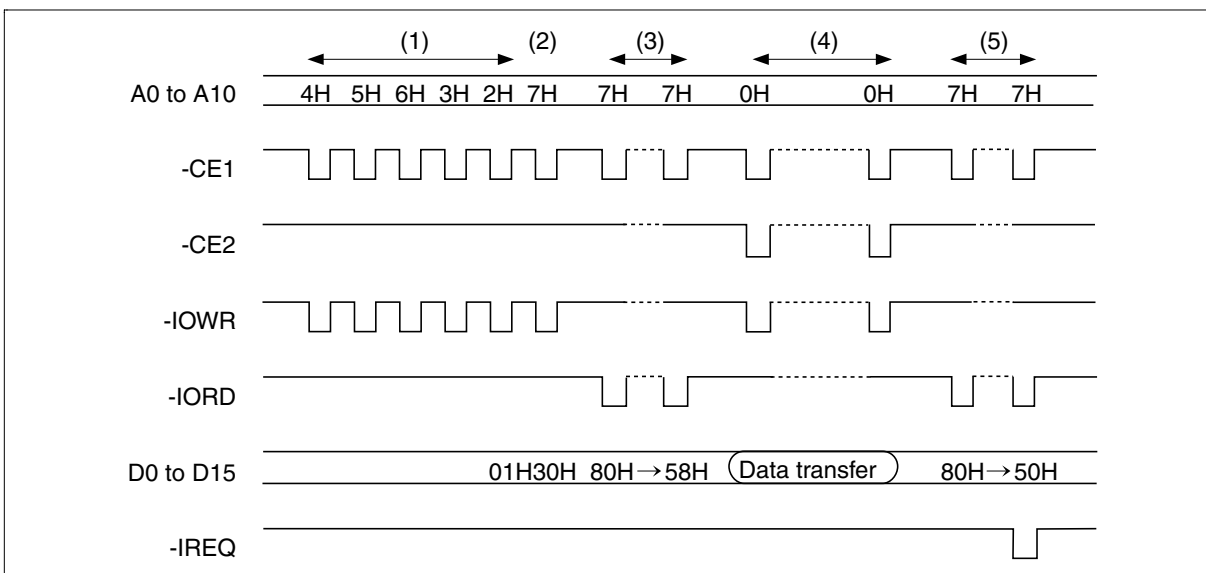 (1) (2) (3) (4) (5)
A0 to A10 4H 5H 6H 3H 2H 7H 7H 7H 0H 0H 7H 7H
-CE1
-CE2
-IOWR
-IORD
D0 to D15 01H30H 80H→58H Data transfer 80H→50H
-IREQ